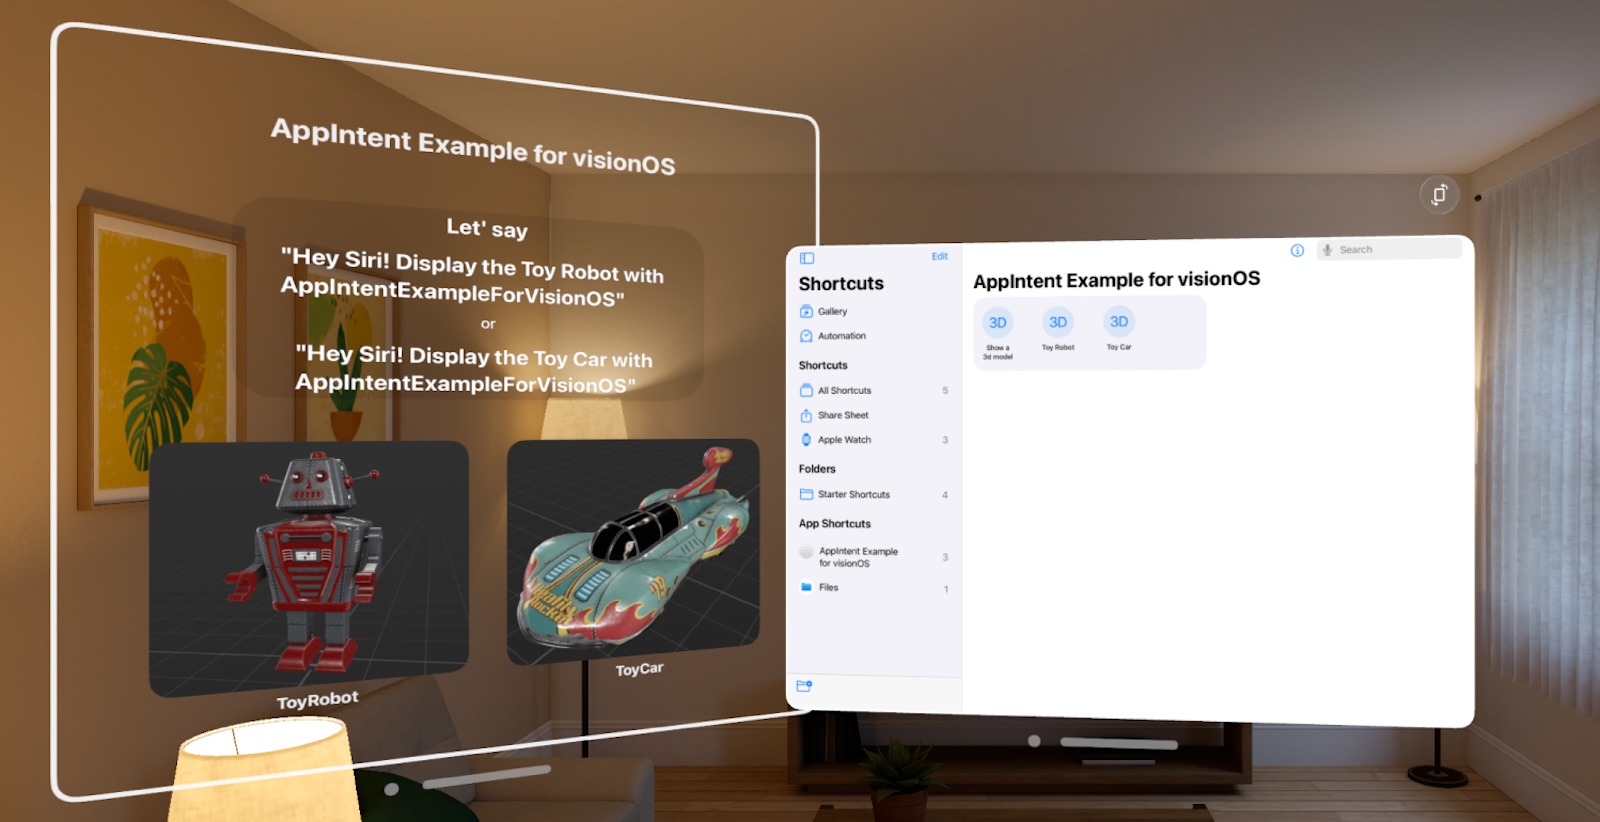 AppIntent Example for visionOS
Let' say
"Hey Siri! Display the Toy Robot with
AppIntentExampleForVisionOS"
or
"Hey Siri! Display the Toy Car with
AppIntentExampleForVisionOS"
ToyRobot
ToyCar
Edit
Shortcuts
Gallery
Automation
Shortcuts
All Shortcuts 5
Share Sheet
Apple Watch 3
Folders
Starter Shortcuts 4
App Shortcuts
AppIntent Example
for visionOS 3
Files 1
Search
AppIntent Example for visionOS
3D 3D 3D
Show a
3d model
Toy Robot
Toy Car